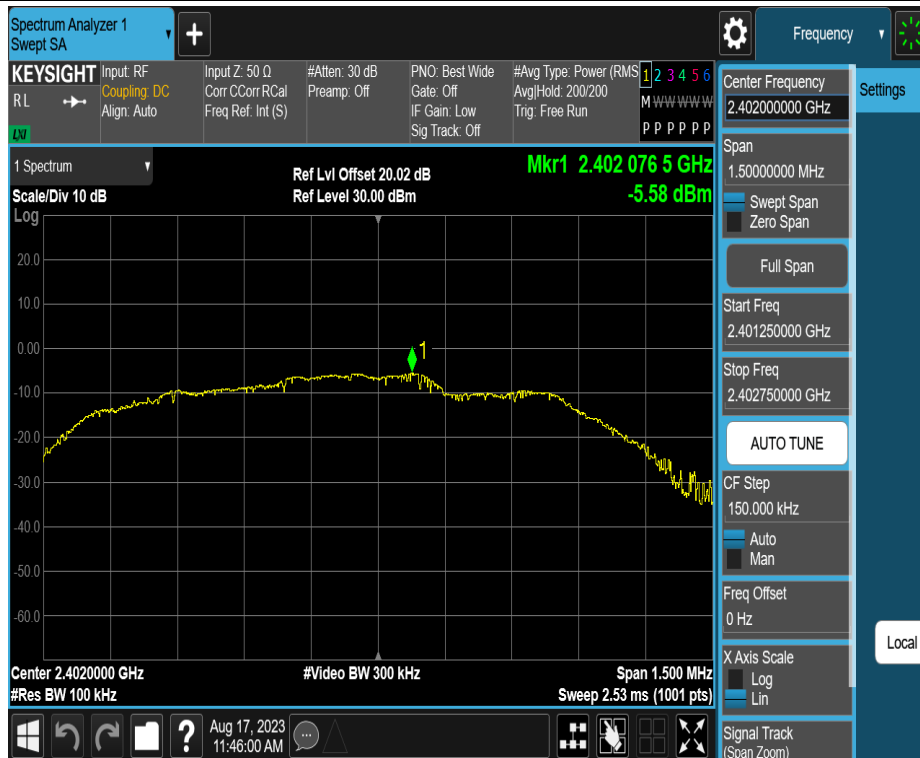 Spectrum Analyzer 1
Swept SA
+
Frequency
KEYSIGHT
RL
LXI
Input: RF
Coupling: DC
Align: Auto
Input Z: 50 Ω
Corr CCorr RCal
Freq Ref: Int (S)
#Atten: 30 dB
Preamp: Off
PNO: Best Wide
Gate: Off
IF Gain: Low
Sig Track: Off
#Avg Type: Power (RMS
Avg|Hold: 200/200
Trig: Free Run
1 2 3 4 5 6
M W W W W W
P P P P P P
1 Spectrum
Scale/Div 10 dB
Log
Ref Lvl Offset 20.02 dB
Ref Level 30.00 dBm
Mkr1 2.402 076 5 GHz
-5.58 dBm
20.0
10.0
0.00
-10.0
-20.0
-30.0
-40.0
-50.0
-60.0
1
Center 2.4020000 GHz
#Res BW 100 kHz
#Video BW 300 kHz
Span 1.500 MHz
Sweep 2.53 ms (1001 pts)
Aug 17, 2023
11:46:00 AM
?
Center Frequency
2.402000000 GHz
Span
1.50000000 MHz
Swept Span
Zero Span
Full Span
Start Freq
2.401250000 GHz
Stop Freq
2.402750000 GHz
AUTO TUNE
CF Step
150.000 kHz
Auto
Man
Freq Offset
0 Hz
X Axis Scale
Log
Lin
Signal Track
(Span Zoom)
Settings
Local